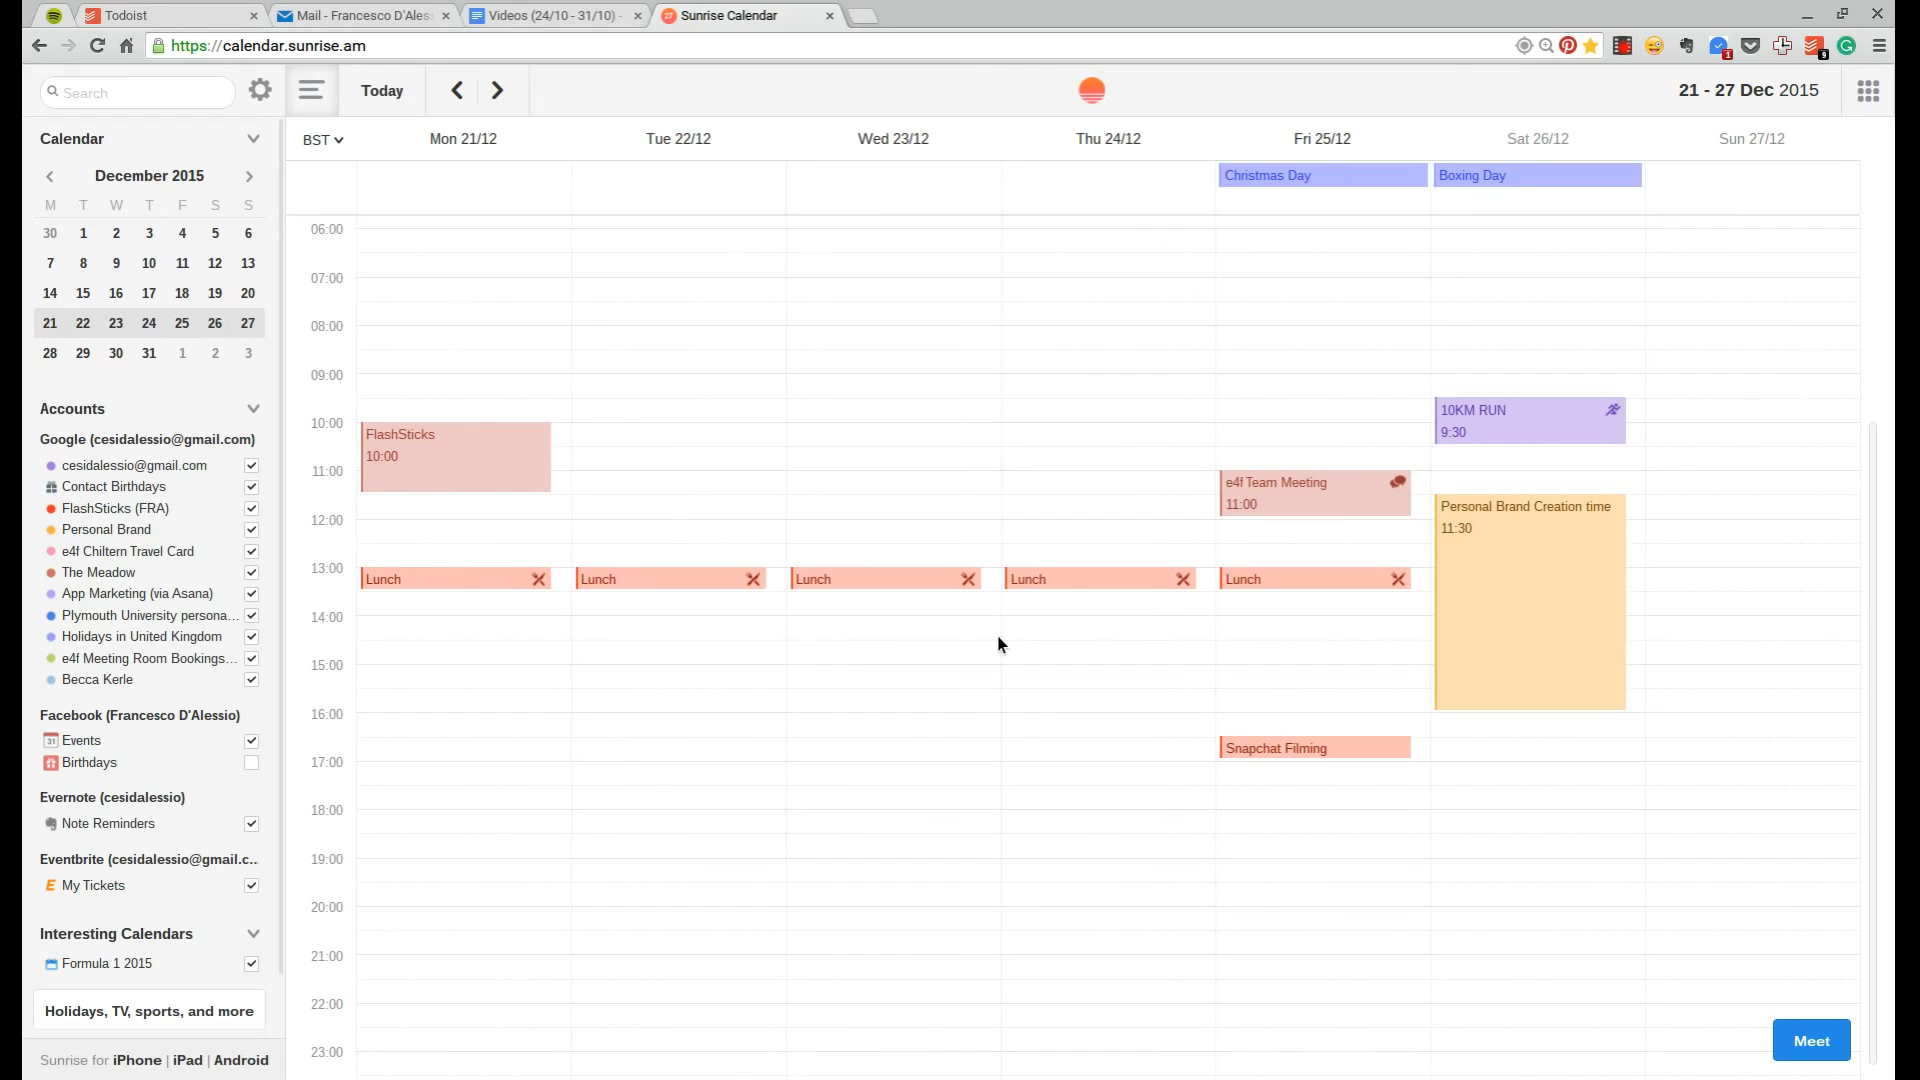 Todoist
Mail - Francesco D'Aless
Videos (24/10 - 31/10) -
27
Sunrise Calendar
https://calendar.sunrise.am
1
9
Search
Today
21 - 27 Dec 2015
Calendar
December 2015
M T W T F S S
30 1 2 3 4 5 6
7 8 9 10 11 12 13
14 15 16 17 18 19 20
21 22 23 24 25 26 27
28 29 30 31 1 2 3
Accounts
Google (cesidalessio@gmail.com)
cesidalessio@gmail.com
Contact Birthdays
FlashSticks (FRA)
Personal Brand
e4f Chiltern Travel Card
The Meadow
App Marketing (via Asana)
Plymouth University persona...
Holidays in United Kingdom
e4f Meeting Room Bookings...
Becca Kerle
Facebook (Francesco D'Alessio)
31 Events
Birthdays
Evernote (cesidalessio)
Note Reminders
Eventbrite (cesidalessio@gmail.c...
E My Tickets
Interesting Calendars
Formula 1 2015
Holidays, TV, sports, and more
Sunrise for iPhone | iPad | Android
BST
Mon 21/12
Tue 22/12
Wed 23/12
Thu 24/12
Fri 25/12
Sat 26/12
Sun 27/12
Christmas Day
Boxing Day
06:00
07:00
08:00
09:00
10:00
11:00
12:00
13:00
14:00
15:00
16:00
17:00
18:00
19:00
20:00
21:00
22:00
23:00
FlashSticks
10:00
Lunch
Lunch
Lunch
Lunch
e4f Team Meeting
11:00
Lunch
Snapchat Filming
10KM RUN
9:30
Personal Brand Creation time
11:30
Meet